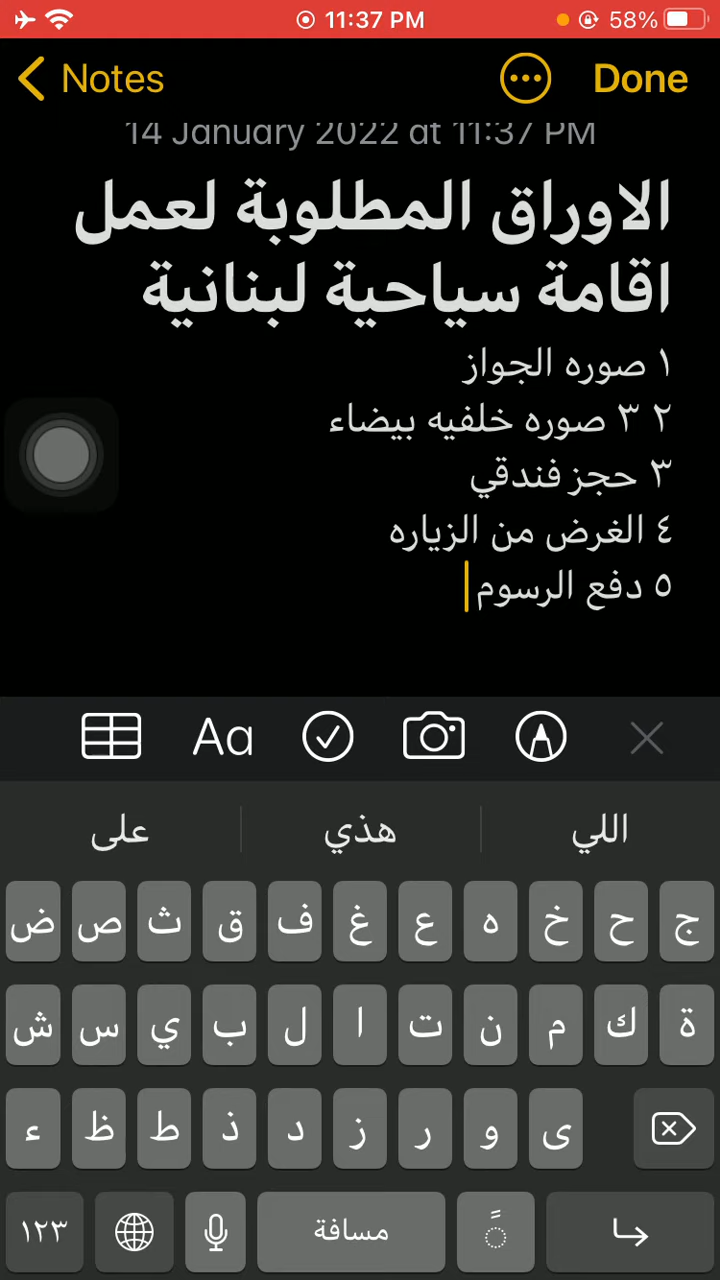 11:37 PM
58%
Notes
Done
14 January 2022 at 11:37 PM
الاوراق المطلوبة لعمل
اقامة سياحية لبنانية
١ صوره الجواز
٢ ٣ صوره خلفيه بيضاء
٣ حجز فندقي
٤ الغرض من الزياره
٥ دفع الرسوم
Aa
اللي هذي على
ض ص ث ق ف غ ع ه خ ح ج
ش س ي ب ل ا ت ن م ك ة
ء ظ ط ذ د ز ر و ى
١٢٣ مسافة